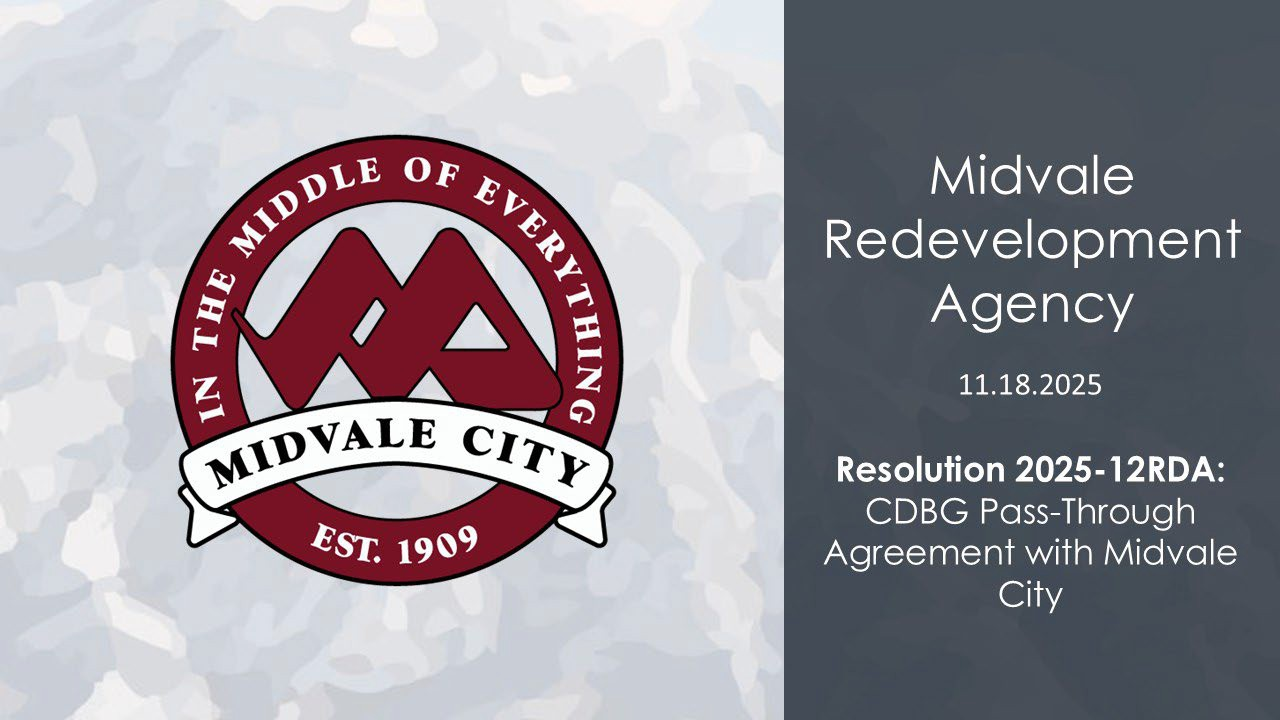 IN THE MIDDLE OF EVERYTHING
MIDVALE CITY
EST. 1909
Midvale
Redevelopment
Agency
11.18.2025
Resolution 2025-12RDA:
CDBG Pass-Through
Agreement with Midvale
City